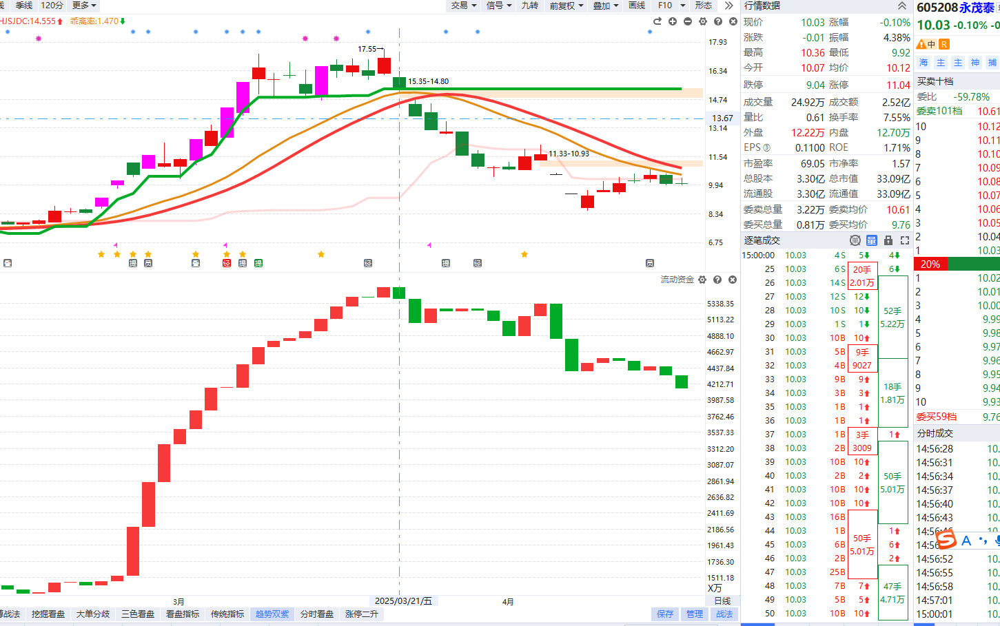 线 季线 120分 更多
交易 信号 九转 前复权 叠加 画线 F10 形态
HJSJDC:14.555 乖离率:1.470
17.93
16.34
14.74
13.67
13.14
11.54
9.94
8.34
6.75
17.55→
15.35-14.80
11.33-10.93
提 员 经 提 提 经 提 经 员
流动资金
5338.35
5113.22
4888.10
4662.97
4437.84
4212.71
3987.58
3762.46
3537.33
3312.20
3087.07
2861.94
2636.82
2411.69
2186.56
1961.43
1736.30
1511.18
X万
3月 2025/03/21/五 4月 日线
战法 挖掘看盘 大单分歧 三色看盘 看盘指标 传统指标 趋势双紫 分时看盘 涨停二升
保存 管理 战法
行情数据
现价 10.03 涨幅 -0.10%
涨跌 -0.01 振幅 4.38%
最高 10.36 最低 9.92
今开 10.07 均价 10.12
跌停 9.04 涨停 11.04
成交量 24.92万 成交额 2.52亿
量比 0.61 换手率 7.55%
外盘 12.22万 内盘 12.70万
EPS③ 0.1100 ROE 1.71%
市盈率 69.05 市净率 1.57
总股本 3.30亿 总市值 33.09亿
流通股 3.30亿 流通值 33.09亿
委卖总量 3.22万 委卖均价 10.61
委买总量 0.81万 委买均价 9.76
逐笔成交 单 量
15:00:00 10.03 4S 5 4
25 10.03 6S 20手 6
26 10.03 14S 2.01万
27 10.03 12S 12
28 10.03 10S 10 52手
29 10.03 1S 1 5.22万
30 10.03 10B 10
31 10.03 5B 9手
32 10.03 4B 9027
33 10.03 9B 9 18手
34 10.03 3B 3 1.81万
35 10.03 1B 1
36 10.03 1B 1
37 10.03 1B 3手 1
38 10.03 2B 3009
39 10.03 10B 10
40 10.03 2B 2 50手
41 10.03 10B 10 5.01万
42 10.03 10B 10
43 10.03 16B
44 10.03 1B 50手 1
45 10.03 6B 5.01万 6
46 10.03 2B 2
47 10.03 25B
48 10.03 7B 7 47手
49 10.03 5B 5 4.71万
50 10.03 10B 10
605208永茂泰
10.03 -0.10% -0
中 R
海 主 主 神 捕
买卖十档
委比 -59.78%
委卖101档 10.61
10 10.12
9 10.11
8 10.10
7 10.09
6 10.08
5 10.07
4 10.06
3 10.05
2 10.04
1 10.03
20%
1 10.02
2 10.01
3 10.00
4 9.99
5 9.98
6 9.97
7 9.96
8 9.95
9 9.94
10 9.93
委买59档 9.76
分时成交
14:56:28 10.
14:56:31 10.
14:56:34 10.
14:56:37 10.
14:56:40 10.
14:56:43 10.
14:56:46
14:56
S A
14:56:52 10.
14:56:55 10.
14:56:58 10.
14:57:01 10.
15:00:01 10.